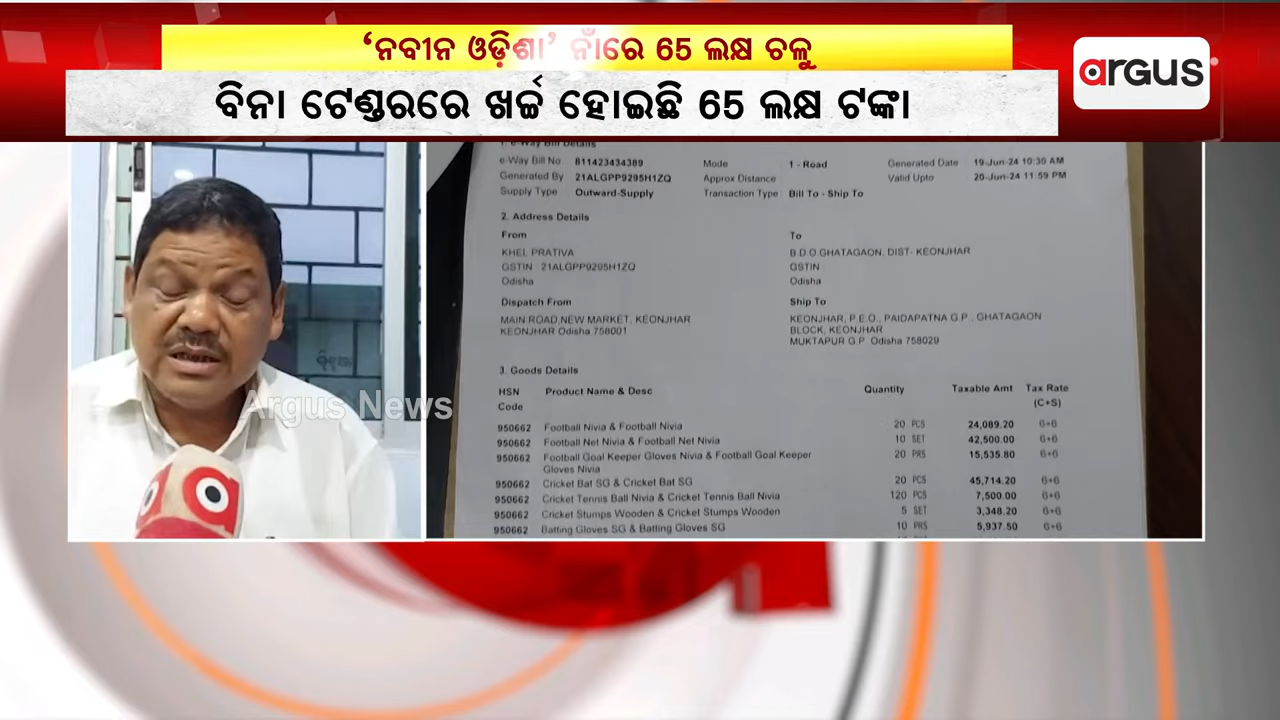 ‘ନବୀନ ଓଡ଼ିଶା’ ନାଁରେ 65 ଲକ୍ଷ ଚଳୁ
argus
ବିନା ଟେଣ୍ଡରରେ ଖର୍ଚ୍ଚ ହୋଇଛି 65 ଲକ୍ଷ ଟଙ୍କା
1. e-Way Bill Details
e-Way Bill No 811423434389 Mode 1 - Road Generated Date 19-Jun-24 10:30 AM
Generated By 21ALGPP9295H1ZQ Approx Distance Valid Upto 20-Jun-24 11:59 PM
Supply Type Outward-Supply Transaction Type Bill To - Ship To
2. Address Details
From To
KHEL PRATIVA B.D.O GHATAGAON, DIST- KEONJHAR
GSTIN 21ALGPP9295H1ZQ GSTIN
Odisha Odisha
Dispatch From Ship To
MAIN ROAD,NEW MARKET, KEONJHAR KEONJHAR, P.E.O., PAIDAPATNA G.P., GHATAGAON
KEONJHAR Odisha 758001 BLOCK, KEONJHAR
MUKTAPUR G.P Odisha 758029
3. Goods Details
HSN Product Name & Desc Quantity Taxable Amt Tax Rate
Code (C+S)
950662 Football Nivia & Football Nivia 20 PCS 24,089.20 6+6
950662 Football Net Nivia & Football Net Nivia 10 SET 42,500.00 6+6
950662 Football Goal Keeper Gloves Nivia & Football Goal Keeper 20 PRS 15,535.80 6+6
Gloves Nivia
950662 Cricket Bat SG & Cricket Bat SG 20 PCS 45,714.20 6+6
950662 Cricket Tennis Ball Nivia & Cricket Tennis Ball Nivia 120 PCS 7,500.00 6+6
950662 Cricket Stumps Wooden & Cricket Stumps Wooden 5 SET 3,348.20 6+6
950662 Batting Gloves SG & Batting Gloves SG 10 PRS 5,937.50 6+6
Argus News